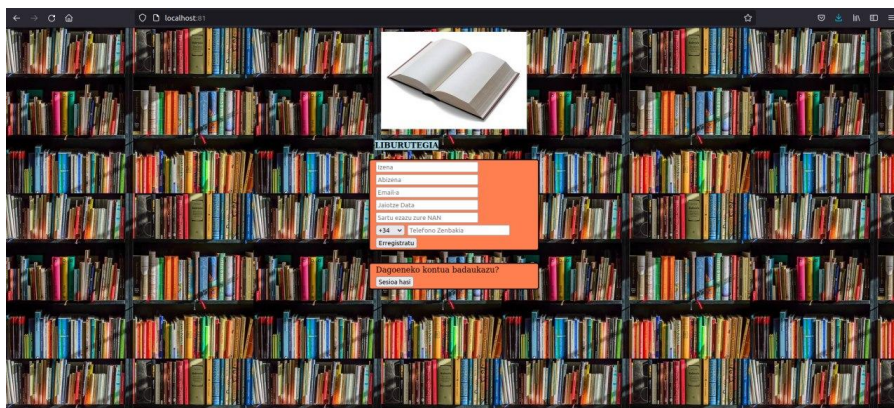 localhost:81
LIBURUTEGIA
Izena
Abizena
Email-a
Jaiotze Data
Sartu ezazu zure NAN
+34 Telefono Zenbakia
Erregistratu
Dagoeneko kontua badaukazu?
Sesioa hasi